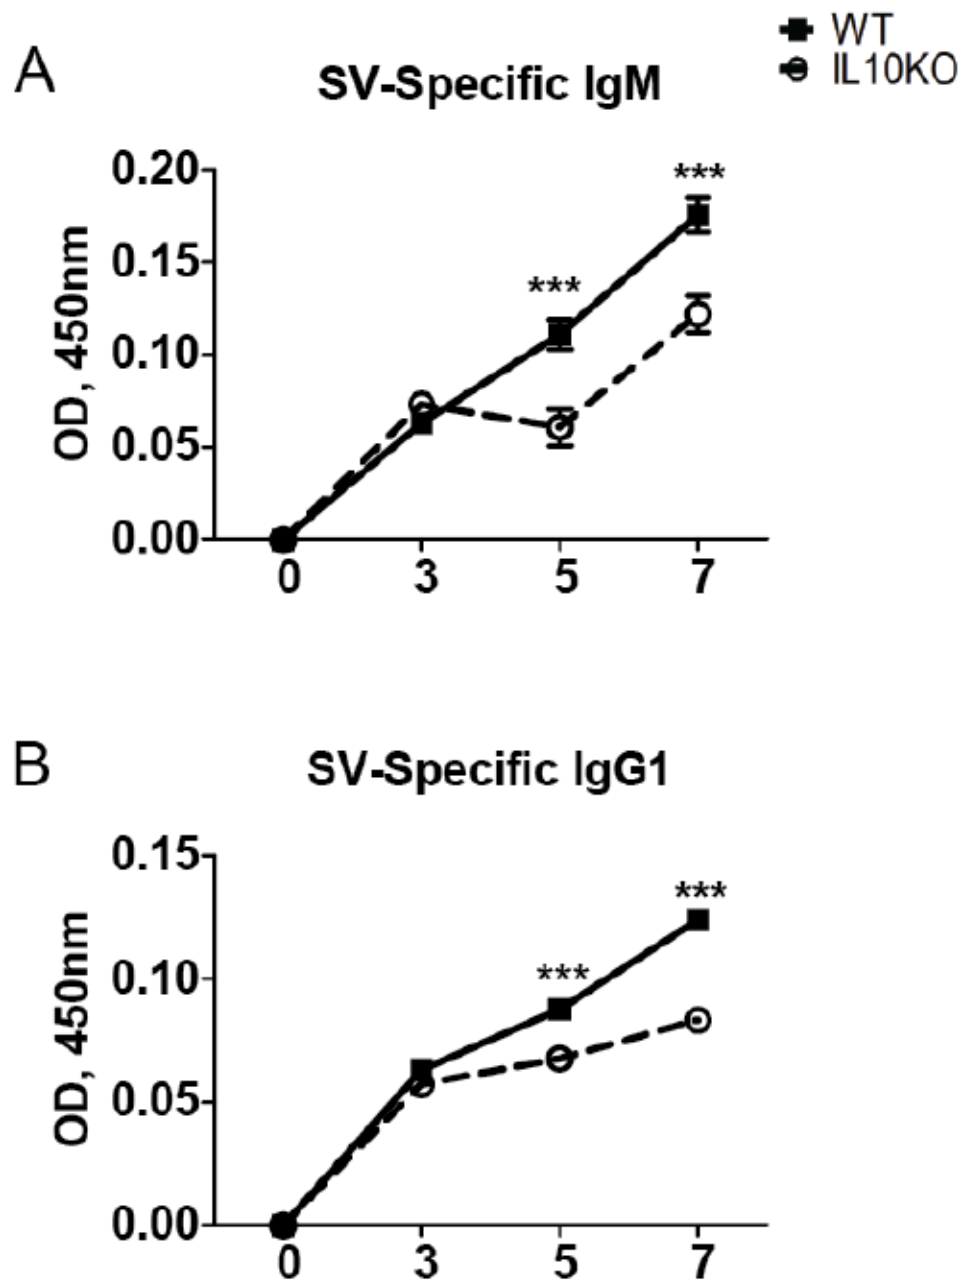 WT
IL10KO
A
SV-Specific IgM
0.20
0.15
0.10
0.05
0.00
OD, 450nm
***
***
0 3 5 7
B
SV-Specific IgG1
0.15
0.10
0.05
0.00
OD, 450nm
***
***
0 3 5 7